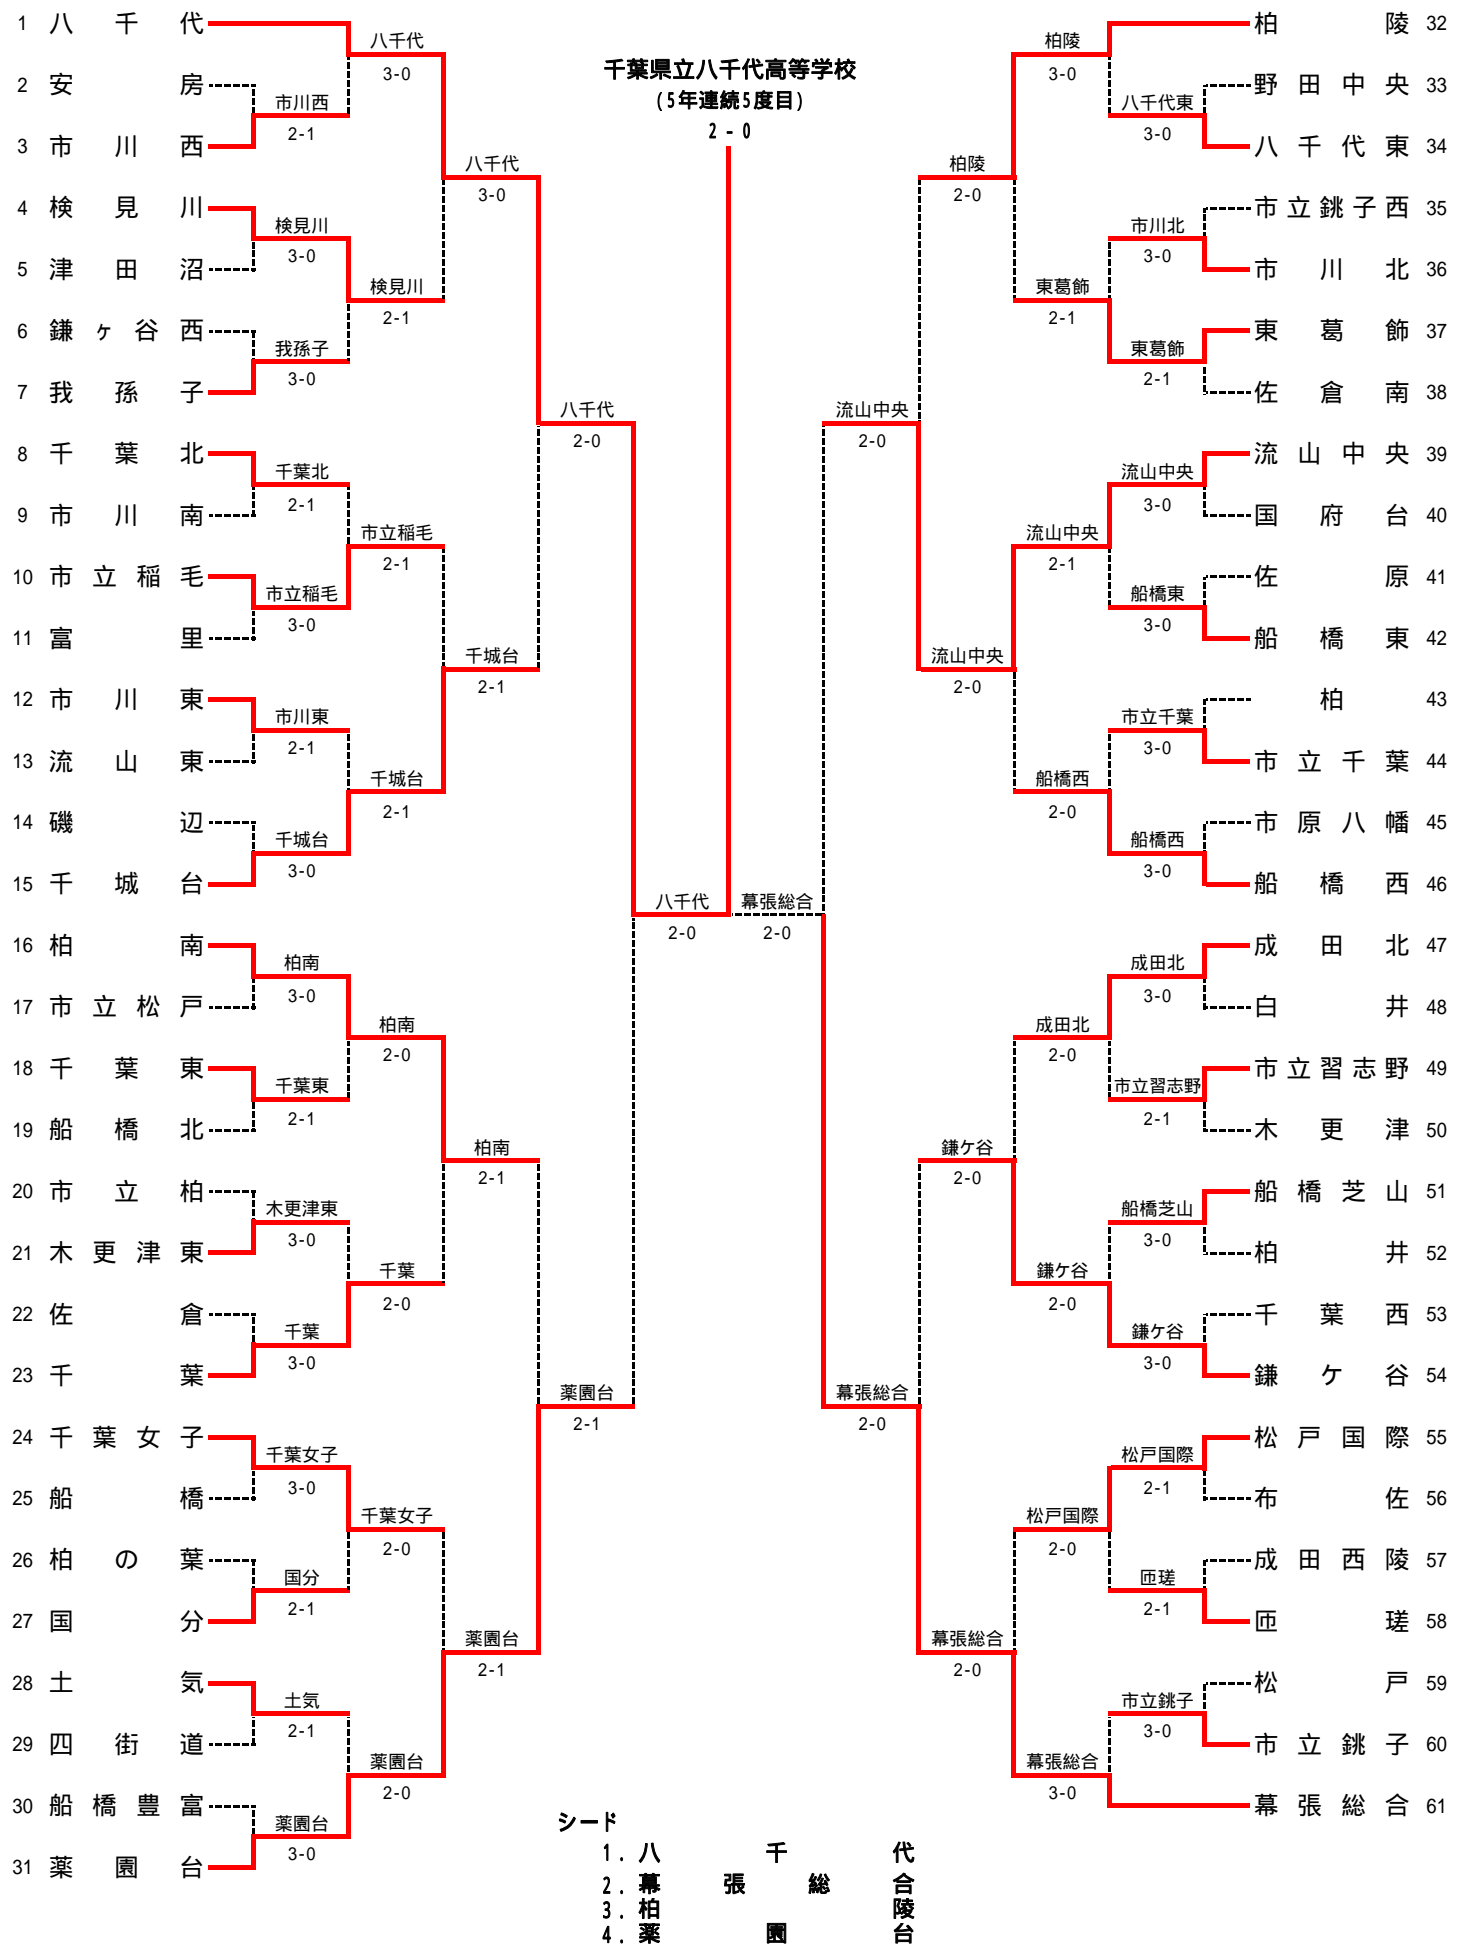 千葉県立八千代高等学校
(5年連続5度目)
2 - 0
1 八千代
2 安房
3 市川西
4 検見川
5 津田沼
6 鎌ヶ谷西
7 我孫子
8 千葉北
9 市川南
10 市立稲毛
11 富里
12 市川東
13 流山東
14 磯辺
15 千城台
16 柏南
17 市立松戸
18 千葉東
19 船橋北
20 市立柏
21 木更津東
22 佐倉
23 千葉
24 千葉女子
25 船橋
26 柏の葉
27 国分
28 土気
29 四街道
30 船橋豊富
31 薬園台
市川西
2-1
検見川
3-0
我孫子
3-0
千葉北
2-1
市立稲毛
3-0
市川東
2-1
千城台
3-0
柏南
3-0
千葉東
2-1
木更津東
3-0
千葉
3-0
千葉女子
3-0
国分
2-1
土気
2-1
薬園台
3-0
八千代
3-0
検見川
2-1
市立稲毛
2-1
千城台
2-1
柏南
2-0
千葉
2-0
千葉女子
2-0
薬園台
2-0
八千代
3-0
千城台
2-1
柏南
2-1
薬園台
2-1
八千代
2-0
薬園台
2-1
八千代
2-0
幕張総合
2-0
流山中央
2-0
幕張総合
2-0
柏陵
2-0
流山中央
2-0
鎌ケ谷
2-0
幕張総合
2-0
柏陵
3-0
東葛飾
2-1
流山中央
2-1
船橋西
2-0
成田北
2-0
鎌ケ谷
2-0
松戸国際
2-0
幕張総合
3-0
八千代東
3-0
市川北
3-0
東葛飾
2-1
流山中央
3-0
船橋東
3-0
市立千葉
3-0
船橋西
3-0
成田北
3-0
市立習志野
2-1
船橋芝山
3-0
鎌ケ谷
3-0
松戸国際
2-1
匝瑳
2-1
市立銚子
3-0
柏陵 32
野田中央 33
八千代東 34
市立銚子西 35
市川北 36
東葛飾 37
佐倉南 38
流山中央 39
国府台 40
佐原 41
船橋東 42
柏 43
市立千葉 44
市原八幡 45
船橋西 46
成田北 47
白井 48
市立習志野 49
木更津 50
船橋芝山 51
柏井 52
千葉西 53
鎌ケ谷 54
松戸国際 55
布佐 56
成田西陵 57
匝瑳 58
松戸 59
市立銚子 60
幕張総合 61
シード
1. 八千代
2. 幕張総合
3. 柏陵
4. 薬園台